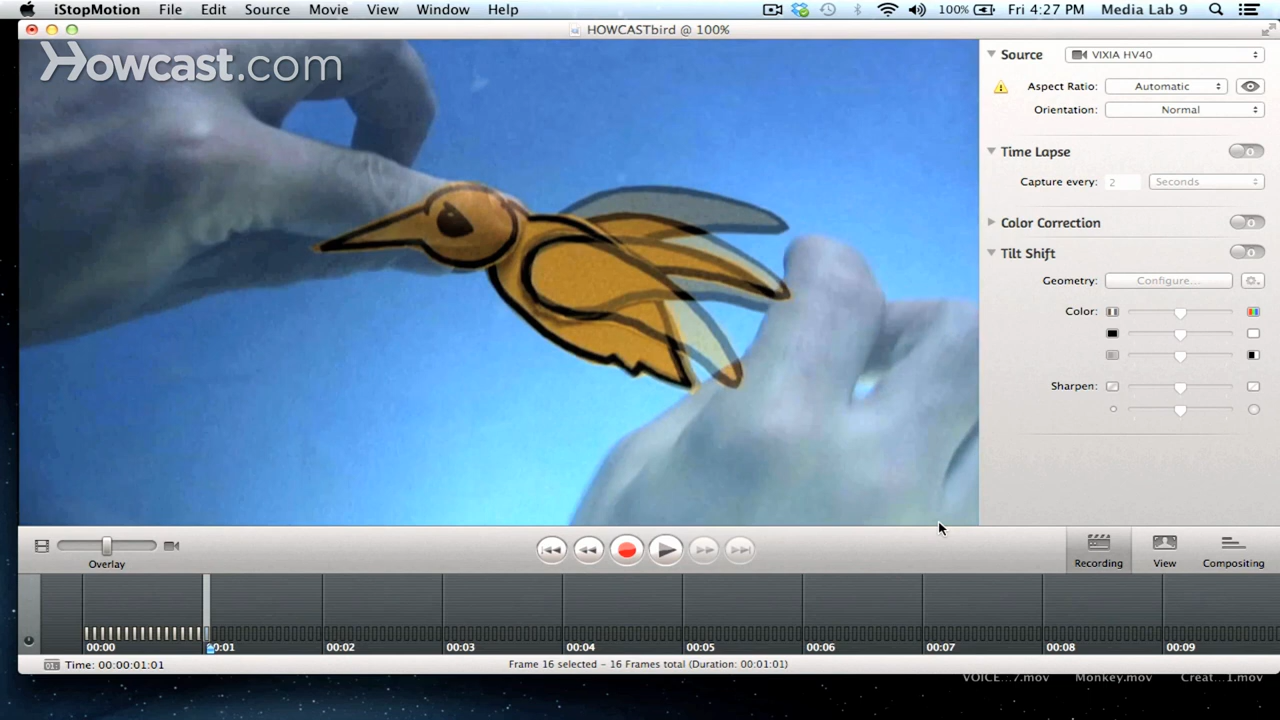 iStopMotion File Edit Source Movie View Window Help 100% Fri 4:27 PM Media Lab 9
HOWCASTbird @ 100%
Howcast.com
Source VIXIA HV40
Aspect Ratio: Automatic
Orientation: Normal
Time Lapse
Capture every: 2 Seconds
Color Correction
Tilt Shift
Geometry: Configure...
Color:
Sharpen:
Overlay
Recording View Compositing
00:00 0:01 00:02 00:03 00:04 00:05 00:06 00:07 00:08 00:09
Time: 00:00:01:01 Frame 16 selected – 16 Frames total (Duration: 00:01:01)
VOICE...7.mov Monkey.mov Creat...1.mov